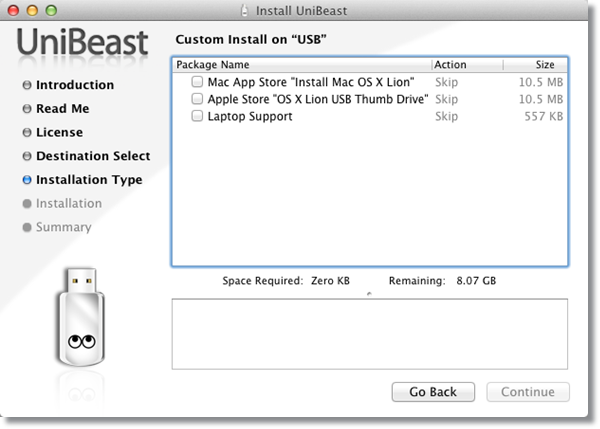 Install UniBeast
UniBeast
Custom Install on “USB”
Introduction
Read Me
License
Destination Select
Installation Type
Installation
Summary
Package Name Action Size
Mac App Store "Install Mac OS X Lion" Skip 10.5 MB
Apple Store "OS X Lion USB Thumb Drive" Skip 10.5 MB
Laptop Support Skip 557 KB
Space Required: Zero KB Remaining: 8.07 GB
Go Back Continue